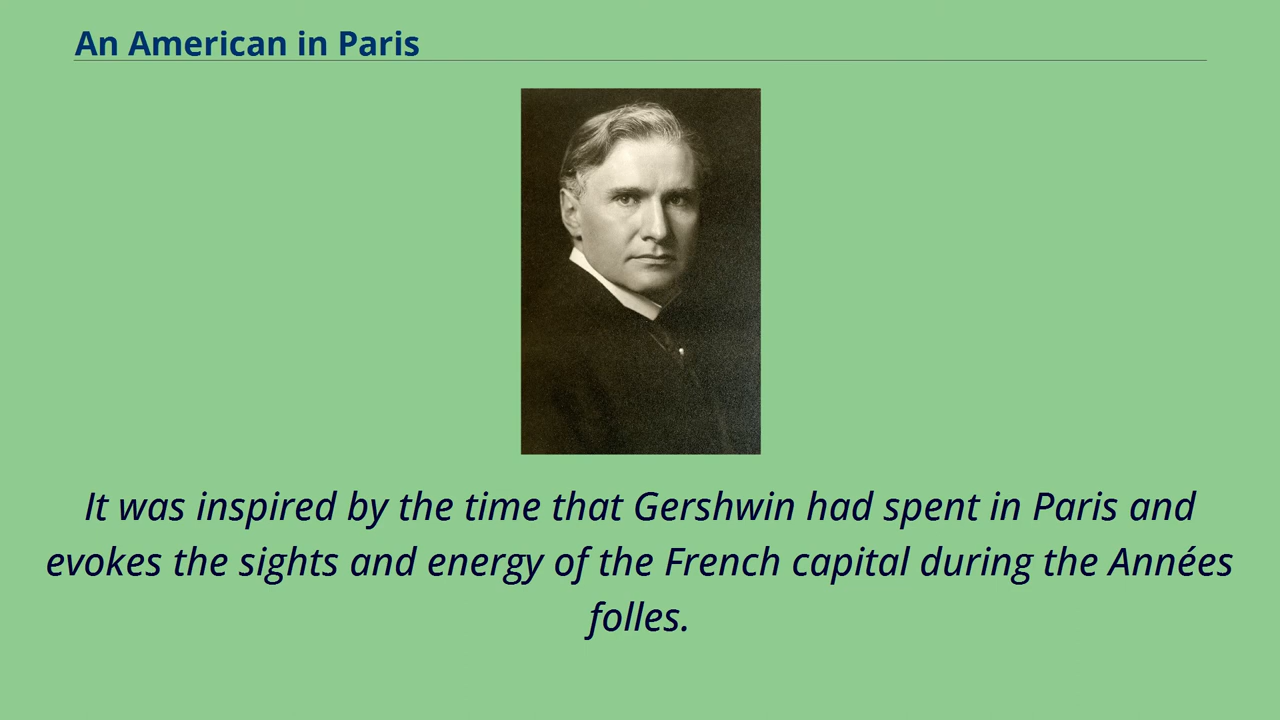 An American in Paris
It was inspired by the time that Gershwin had spent in Paris and
evokes the sights and energy of the French capital during the Années
folles.